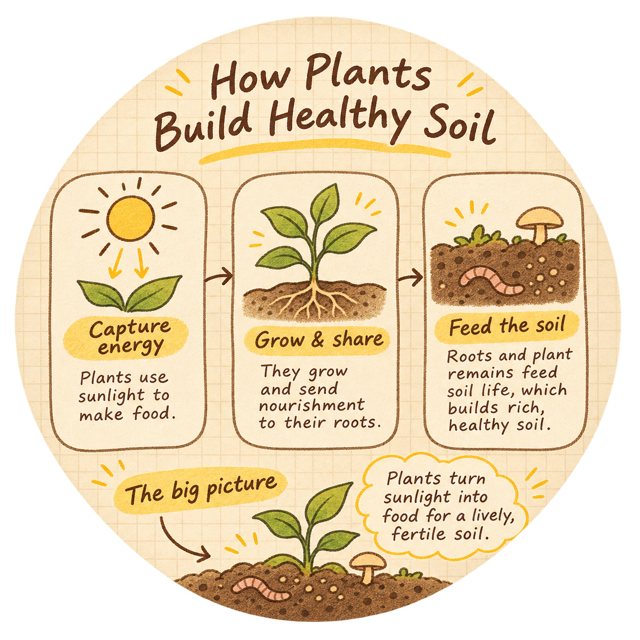 How Plants
Build Healthy Soil
Capture
energy
Plants use
sunlight to
make food.
Grow & share
They grow
and send
nourishment
to their roots.
Feed the soil
Roots and plant
remains feed
soil life, which
builds rich,
healthy soil.
The big picture
Plants turn
sunlight into
food for a lively,
fertile soil.